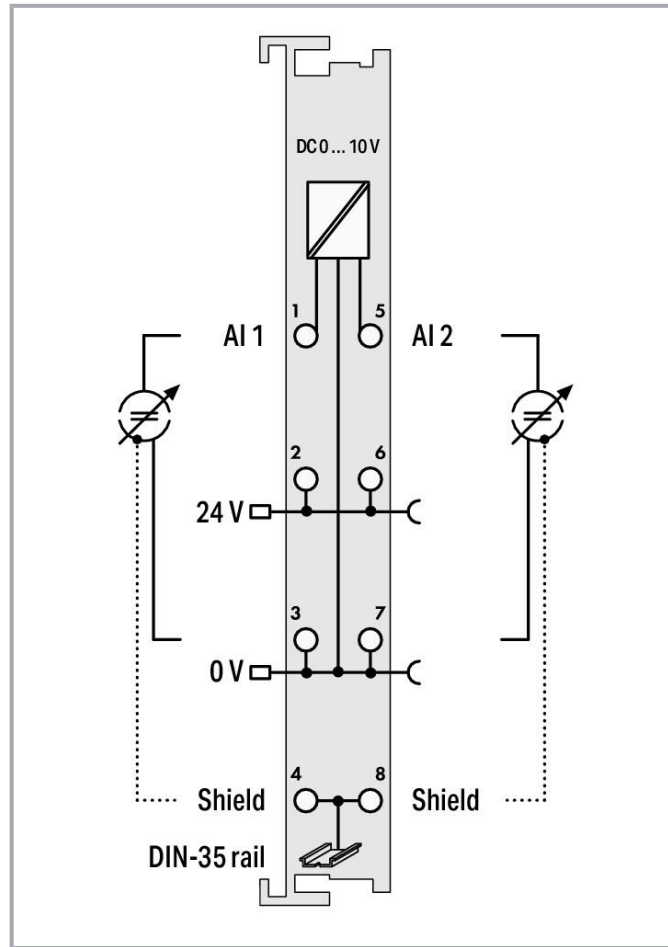 DC 0 ... 10 V
1 5
AI 1 AI 2
2 6
24 V
3 7
0 V
4 8
Shield Shield
DIN-35 rail